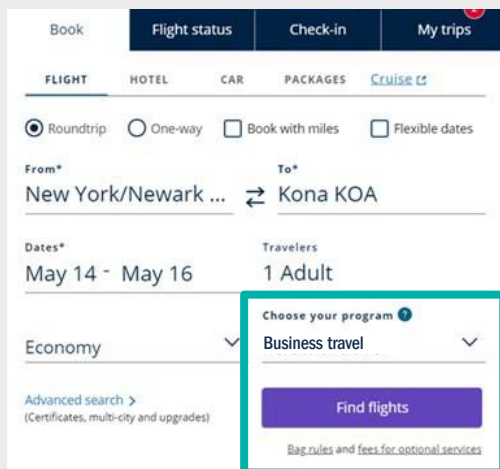 Book Flight status Check-in My trips
FLIGHT HOTEL CAR PACKAGES Cruise
Roundtrip One-way Book with miles Flexible dates
From* To*
New York/Newark ... Kona KOA
Dates* Travelers
May 14 - May 16 1 Adult
Choose your program ?
Economy Business travel
Advanced search >
(Certificates, multi-city and upgrades)
Find flights
Bag rules and fees for optional services